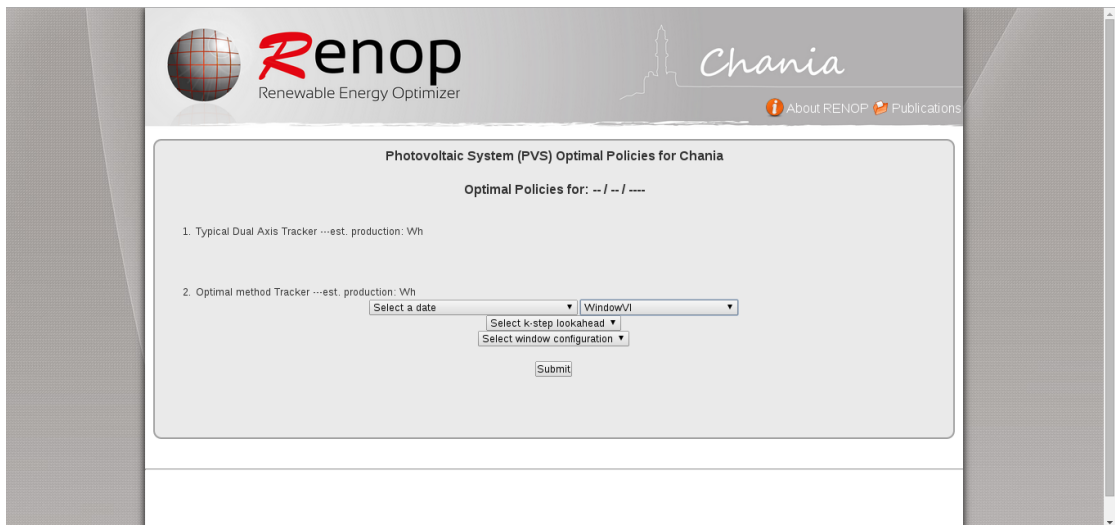 Renop
Renewable Energy Optimizer
Chania
i About RENOP Publications
Photovoltaic System (PVS) Optimal Policies for Chania
Optimal Policies for: -- / -- / ----
1. Typical Dual Axis Tracker ---est. production: Wh
2. Optimal method Tracker ---est. production: Wh
Select a date WindowVI
Select k-step lookahead
Select window configuration
Submit